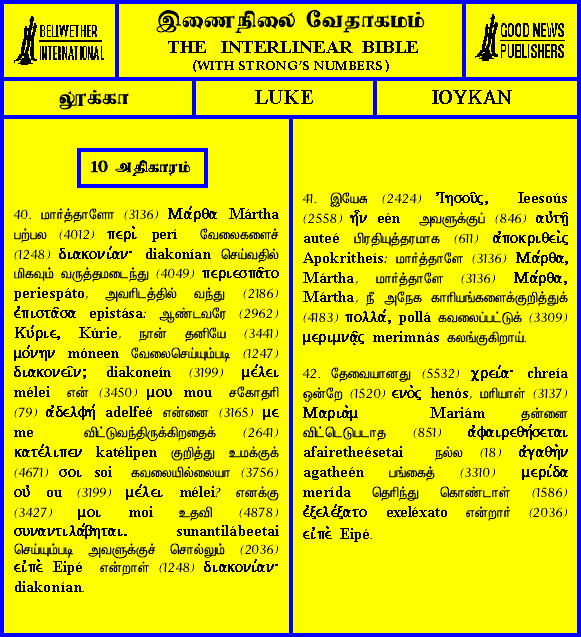 BELLWETHER
INTERNATIONAL
இணைநிலை வேதாகமம்
THE INTERLINEAR BIBLE
(WITH STRONG'S NUMBERS)
GOOD NEWS
PUBLISHERS
லூக்கா
LUKE
ΙΟΥΚΑΝ
10 அதிகாரம்
40. மார்த்தாளோ (3136) Μάρθα Mártha
பற்பல (4012) περὶ perí வேலைகளைச்
(1248) διακονίαν· diakonían செய்வதில்
மிகவும் வருத்தமடைந்து (4049) περιεσπᾶτο
periespáto, அவரிடத்தில் வந்து (2186)
ἐπιστᾶσα epistása: ஆண்டவரே (2962)
Κύριε, Kúrie, நான் தனியே (3441)
μόνην móneen வேலைசெய்யும்படி (1247)
διακονεῖν; diakoneín (3199) μέλει
mélei என் (3450) μου mou சகோதரி
(79) ἀδελφή adelfeé என்னை (3165) με
me விட்டுவந்திருக்கிறதைக் (2641)
κατέλιπεν katélipen குறித்து உமக்குக்
(4671) σοι soi கவலையில்லையா (3756)
οὐ ou (3199) μέλει mélei? எனக்கு
(3427) μοι moi உதவி (4878)
συναντιλάβηται. sunantilábeetai
செய்யும்படி அவளுக்குச் சொல்லும் (2036)
εἰπὲ Eipé என்றாள் (1248) διακονίαν·
diakonían.
41. இயேசு (2424) Ἰησοῦς, Ieesoús
(2558) ἦν eén அவளுக்குப் (846) αὐτῇ
auteé பிரதியுத்தரமாக (611) ἀποκριθεὶς
Apokritheís: மார்த்தாளே (3136) Μάρθα,
Mártha, மார்த்தாளே (3136) Μάρθα,
Mártha, நீ அநேக காரியங்களைக்குறித்துக்
(4183) πολλά, pollá கவலைப்பட்டுக் (3309)
μεριμνᾷς merimnás கலங்குகிறாய்.
42. தேவையானது (5532) χρεία· chreía
ஒன்றே (1520) ἑνὸς henós, மரியாள் (3137)
Μαριὰμ Mariám தன்னை
விட்டெடுபடாத (851) ἀφαιρεθήσεται
afairetheésetai நல்ல (18) ἀγαθὴν
agatheén பங்கைத் (3310) μερίδα
merída தெரிந்து கொண்டாள் (1586)
ἐξελέξατο exeléxato என்றார் (2036)
εἰπὲ Eipé.